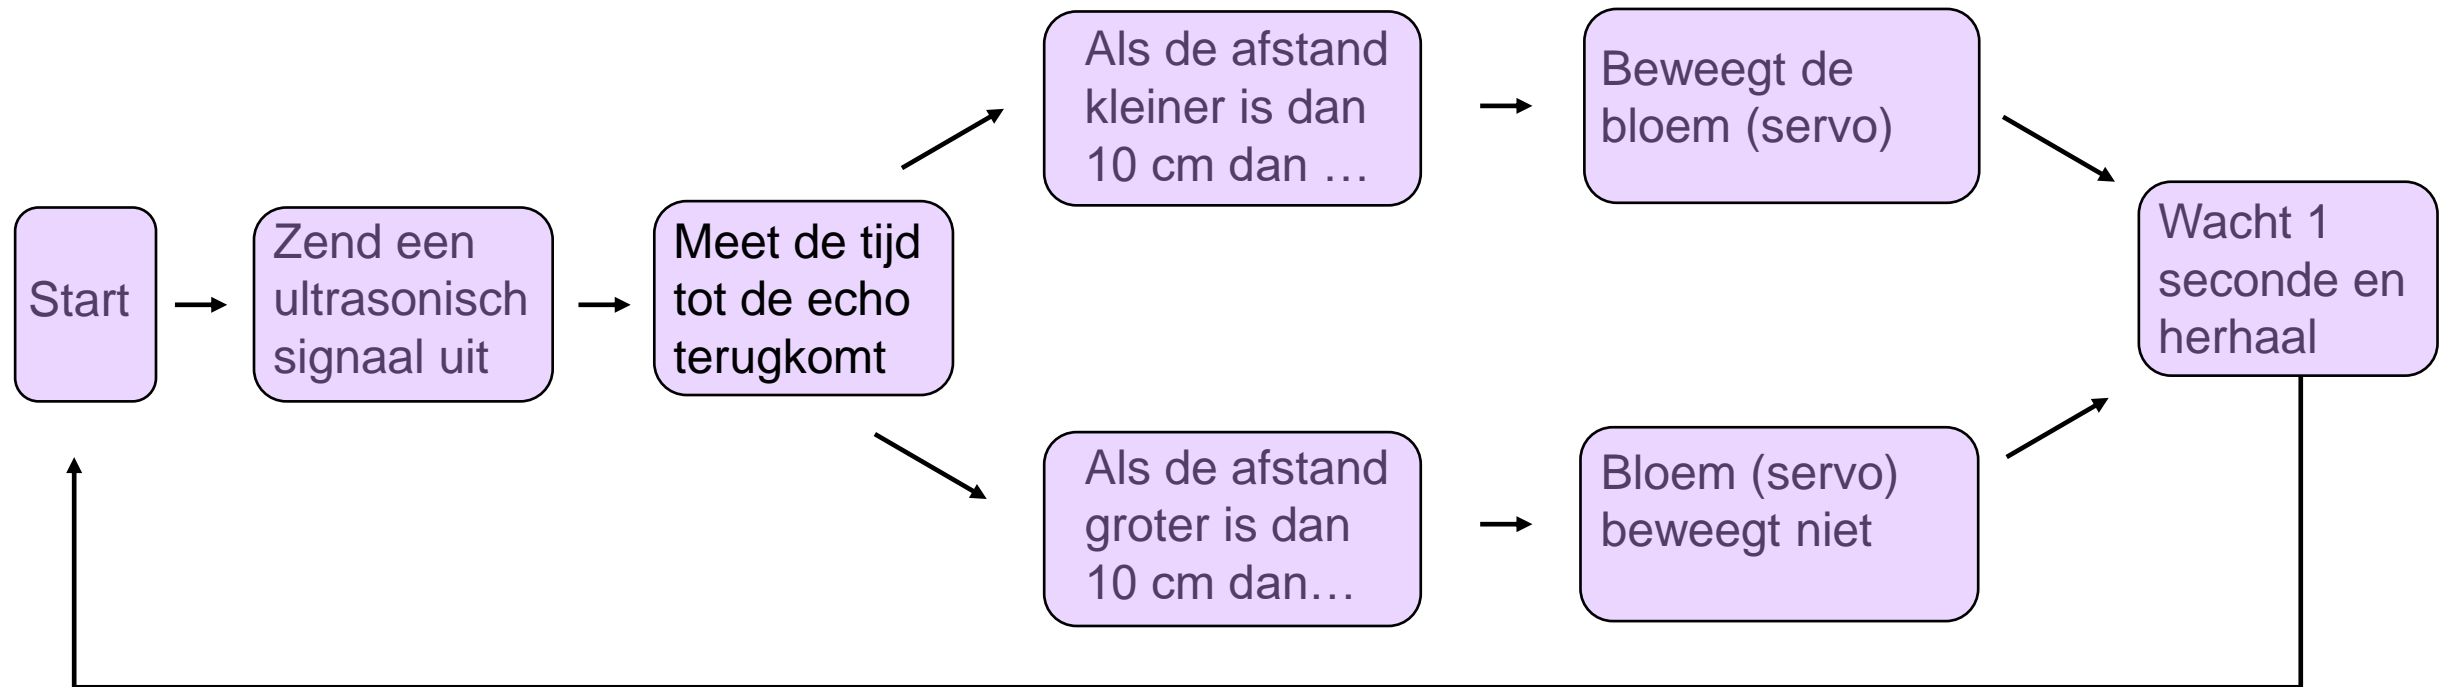 Start
Zend een
ultrasonisch
signaal uit
Meet de tijd
tot de echo
terugkomt
Als de afstand
kleiner is dan
10 cm dan …
Beweegt de
bloem (servo)
Als de afstand
groter is dan
10 cm dan…
Bloem (servo)
beweegt niet
Wacht 1
seconde en
herhaal